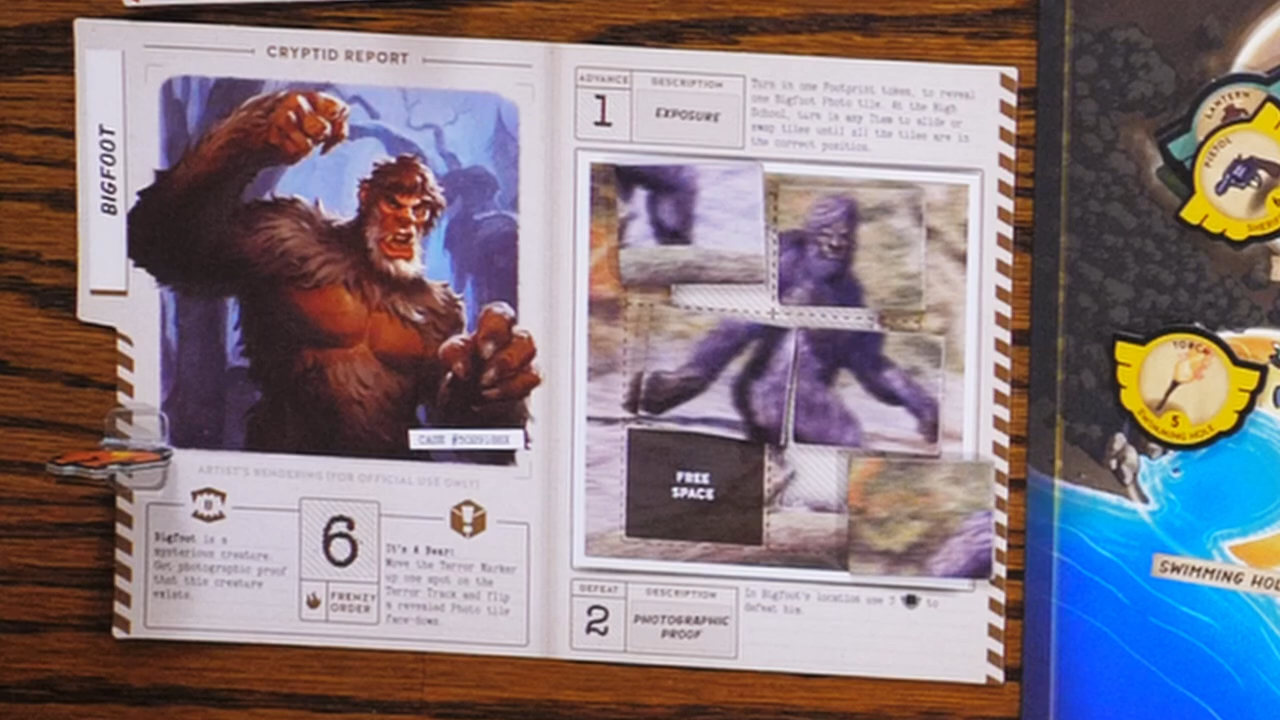 CRYPTID REPORT
BIGFOOT
CASE
ARTIST'S RENDERING (FOR OFFICIAL USE ONLY)
Bigfoot is a
mysterious creature.
Get photographic proof
that this creature
exists.
6
FRENZY
ORDER
It's A Bear!
Move the Terror Marker
up one spot on the
Terror Track and flip
a revealed Photo tile
face-down.
ADVANCE
1
DESCRIPTION
EXPOSURE
Turn in one Footprint token, to reveal
one Bigfoot Photo tile. At the High
School, turn in any Item to slide or
swap tiles until all the tiles are in
the correct position.
FREE
SPACE
DEFEAT
2
DESCRIPTION
PHOTOGRAPHIC
PROOF
In Bigfoot's location use 3 to
defeat him.
LANTERN
PISTOL
TORCH
5
SWIMMING HOLE
SWIMMING HO